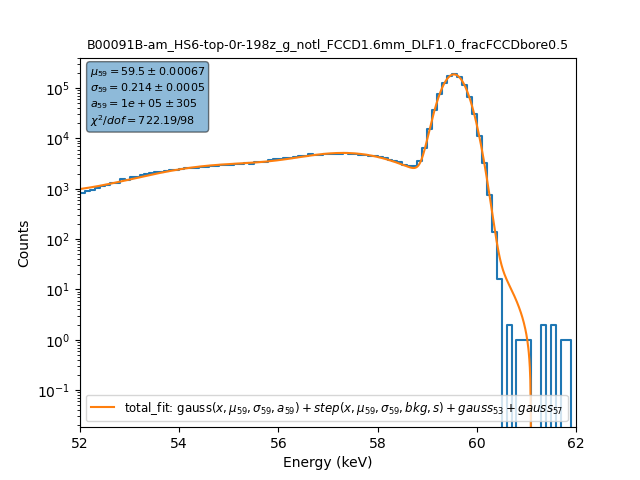 B00091B-am_HS6-top-0r-198z_g_notl_FCCD1.6mm_DLF1.0_fracFCCDbore0.5
μ₅₉ = 59.5 ± 0.00067
σ₅₉ = 0.214 ± 0.0005
a₅₉ = 1e + 05 ± 305
χ²/dof = 722.19/98
10⁵
10⁴
10³
10²
10¹
10⁰
10⁻¹
Counts
total_fit: gauss(x, μ₅₉, σ₅₉, a₅₉) + step(x, μ₅₉, σ₅₉, bkg, s) + gauss₅₃ + gauss₅₇
52 54 56 58 60 62
Energy (keV)